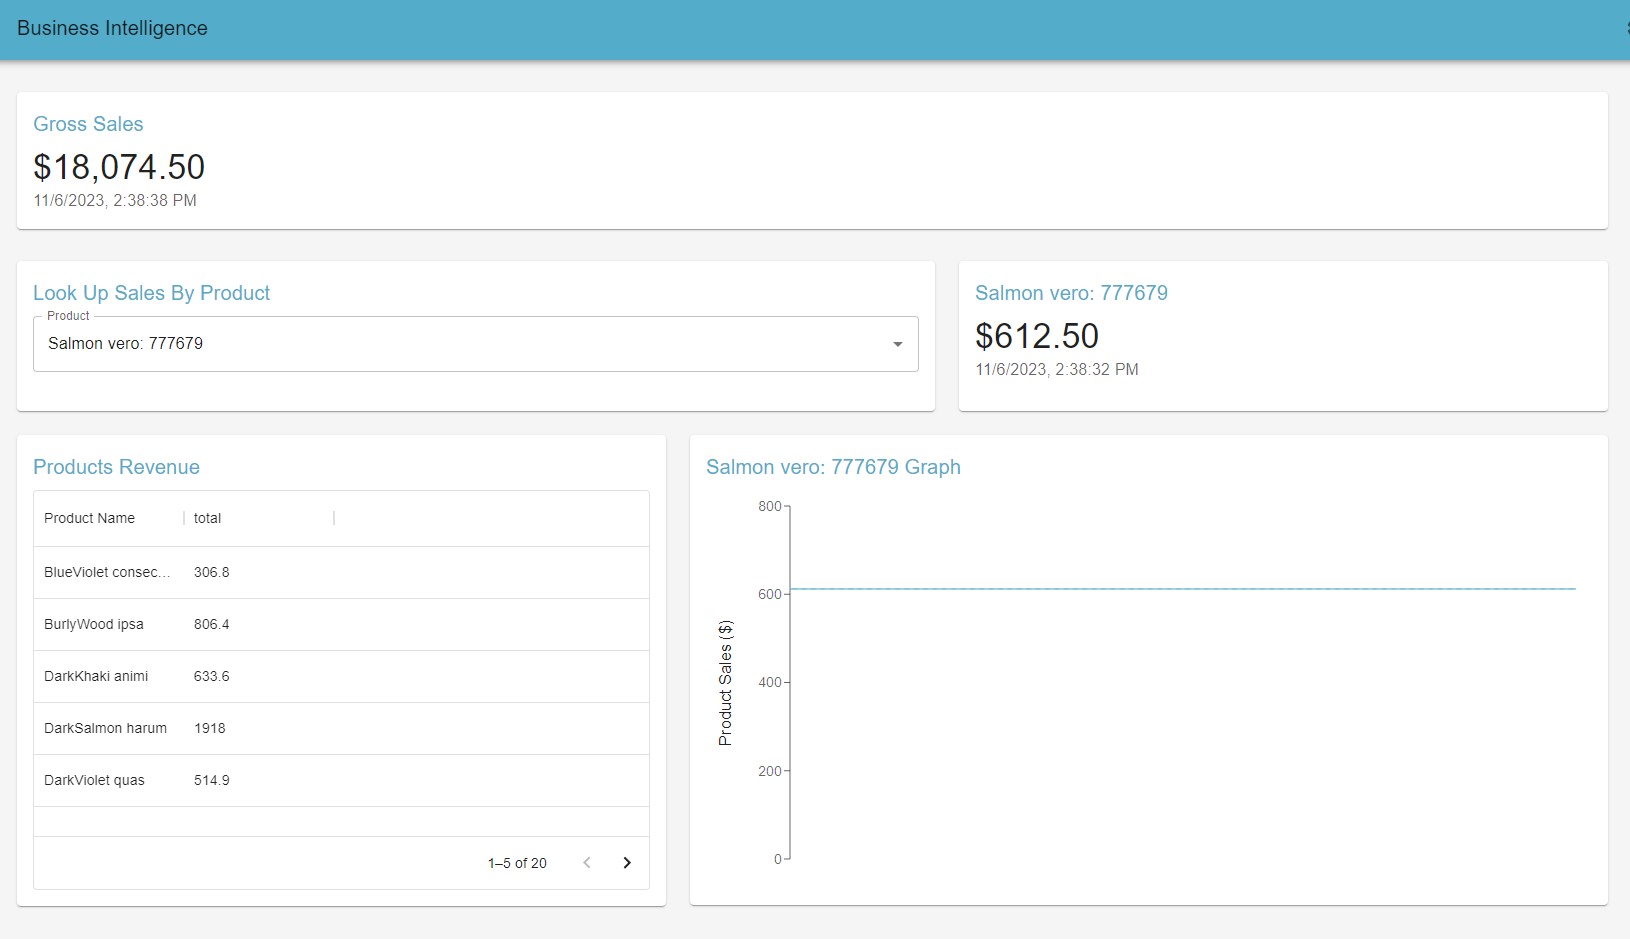 Business Intelligence
Gross Sales
$18,074.50
11/6/2023, 2:38:38 PM
Look Up Sales By Product
Product
Salmon vero: 777679
Salmon vero: 777679
$612.50
11/6/2023, 2:38:32 PM
Products Revenue
Product Name total
BlueViolet consec... 306.8
BurlyWood ipsa 806.4
DarkKhaki animi 633.6
DarkSalmon harum 1918
DarkViolet quas 514.9
1–5 of 20
Salmon vero: 777679 Graph
Product Sales ($)
800
600
400
200
0